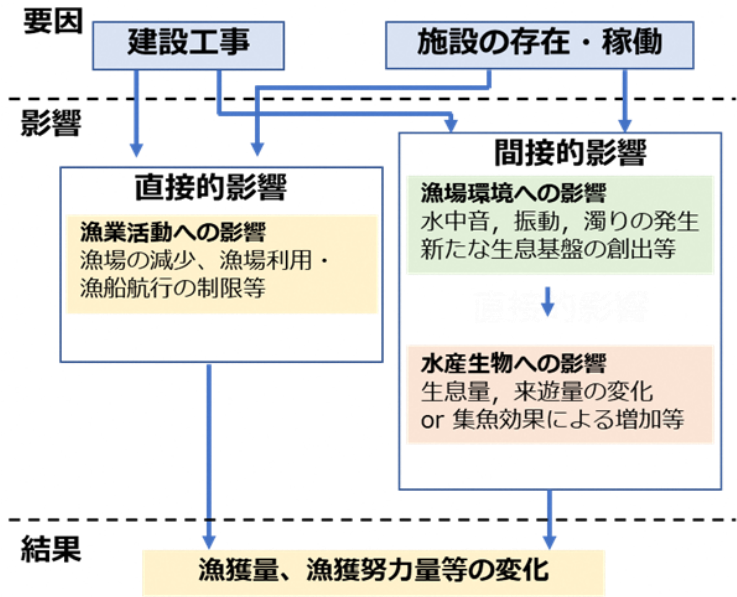 要因
建設工事
施設の存在・稼働
影響
直接的影響
漁業活動への影響
漁場の減少、漁場利用・
漁船航行の制限等
間接的影響
漁場環境への影響
水中音，振動，濁りの発生
新たな生息基盤の創出等
直接的影響
水産生物への影響
生息量，来遊量の変化
or 集魚効果による増加等
結果
漁獲量、漁獲努力量等の変化